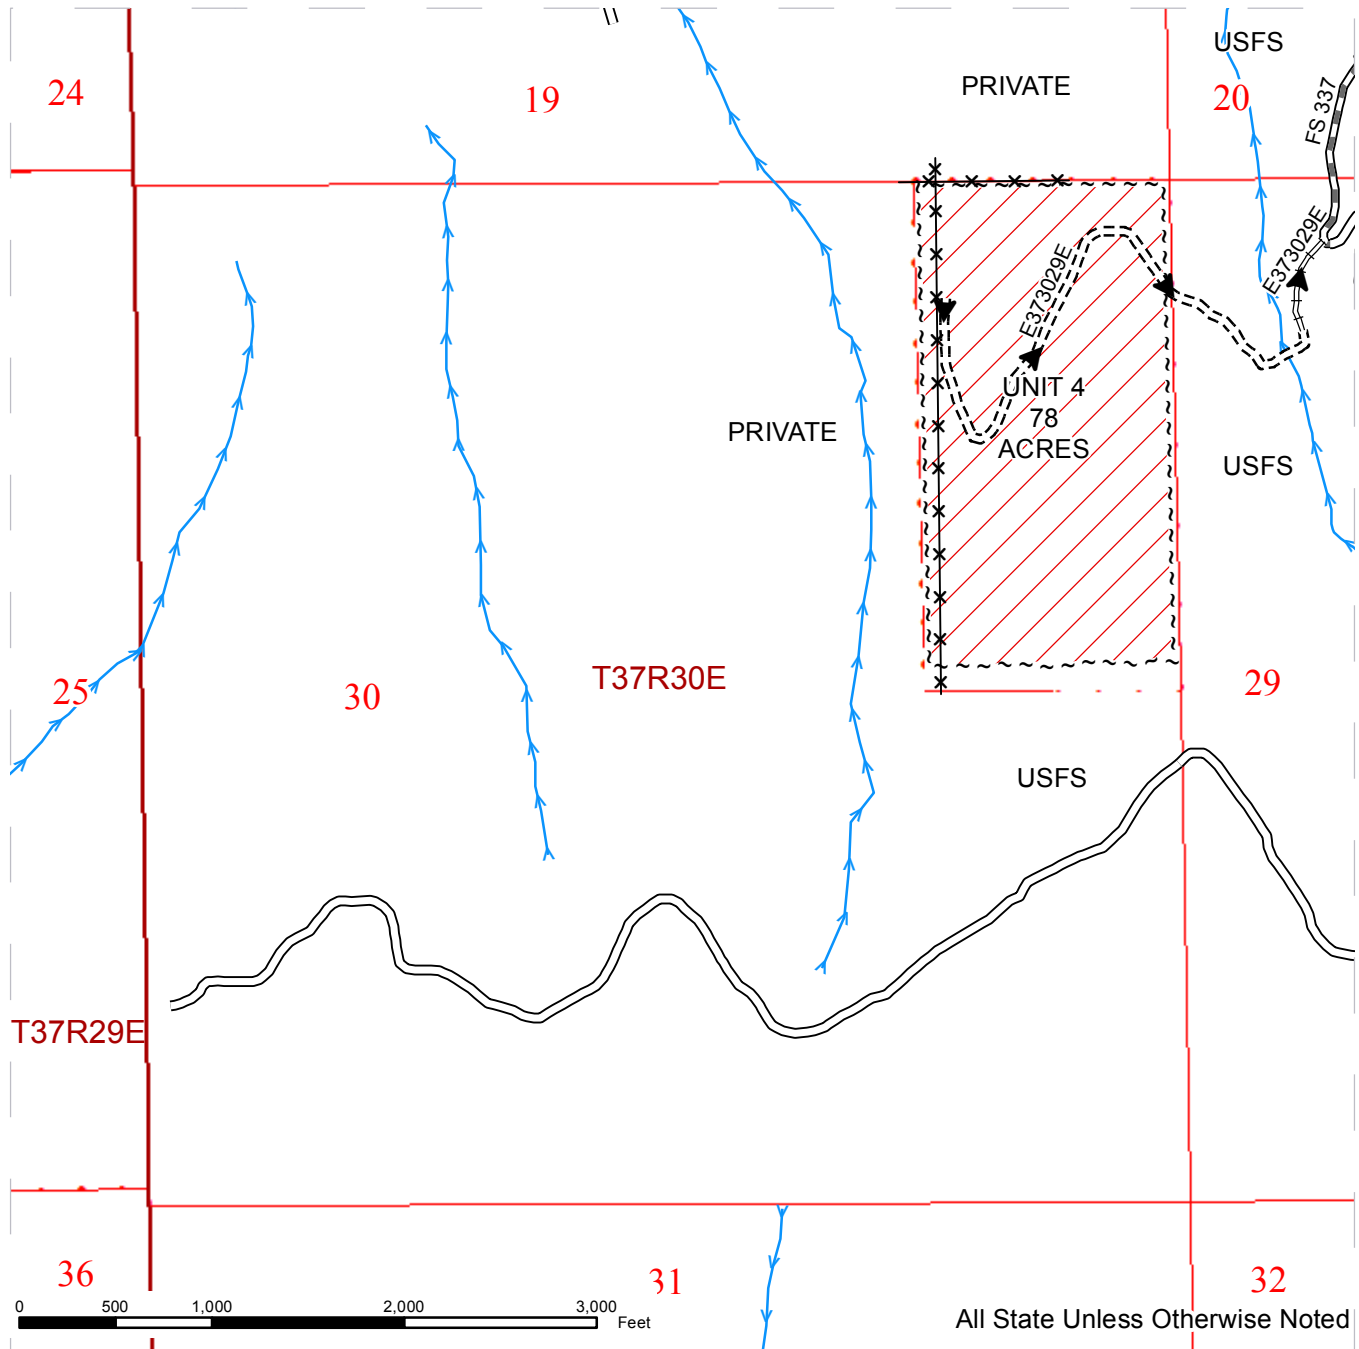 USFS
24
19
PRIVATE
20
FS 337
E373029E
E373029E
UNIT 4
78
ACRES
PRIVATE
USFS
T37R30E
25
30
29
USFS
T37R29E
36
31
32
0 500 1,000 2,000 3,000
Feet
All State Unless Otherwise Noted